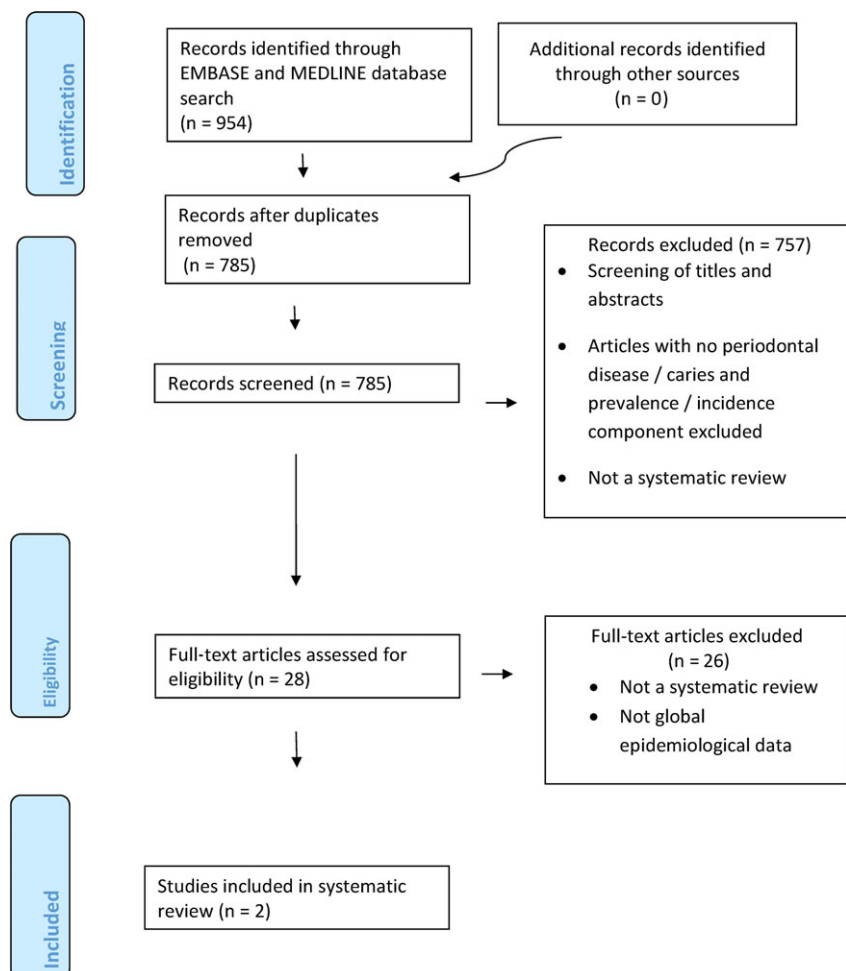 Identification
Records identified through
EMBASE and MEDLINE database
search
(n = 954)
Additional records identified
through other sources
(n = 0)
Records after duplicates
removed
(n = 785)
Screening
Records screened (n = 785)
Records excluded (n = 757)
• Screening of titles and
abstracts
• Articles with no periodontal
disease / caries and
prevalence / incidence
component excluded
• Not a systematic review
Eligibility
Full-text articles assessed for
eligibility (n = 28)
Full-text articles excluded
(n = 26)
• Not a systematic review
• Not global
epidemiological data
Included
Studies included in systematic
review (n = 2)